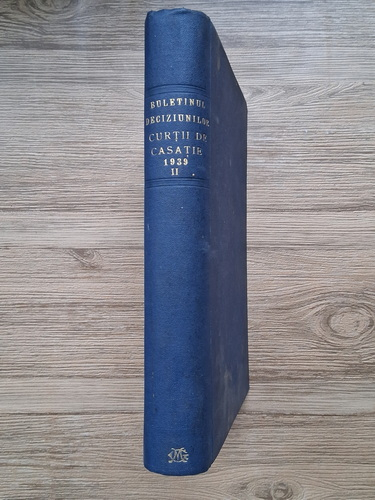 BULETINUL
DECIZIUNILOR
CURȚII DE
CASAȚIE
1939
II